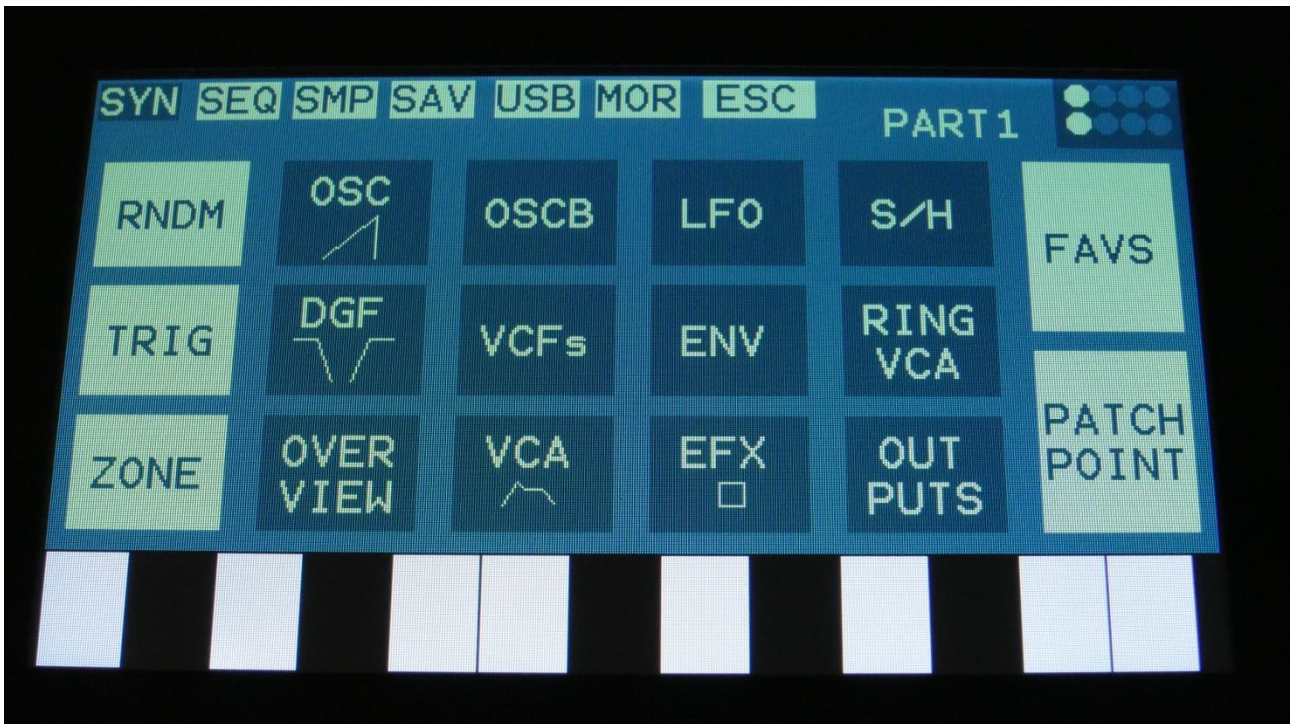 SYN SEQ SMP SAV USB MOR ESC
PART1
RNDM
OSC
OSCB
LFO
S/H
FAVS
TRIG
DGF
VCFs
ENV
RING
VCA
PATCH
POINT
ZONE
OVER
VIEW
VCA
EFX
OUT
PUTS